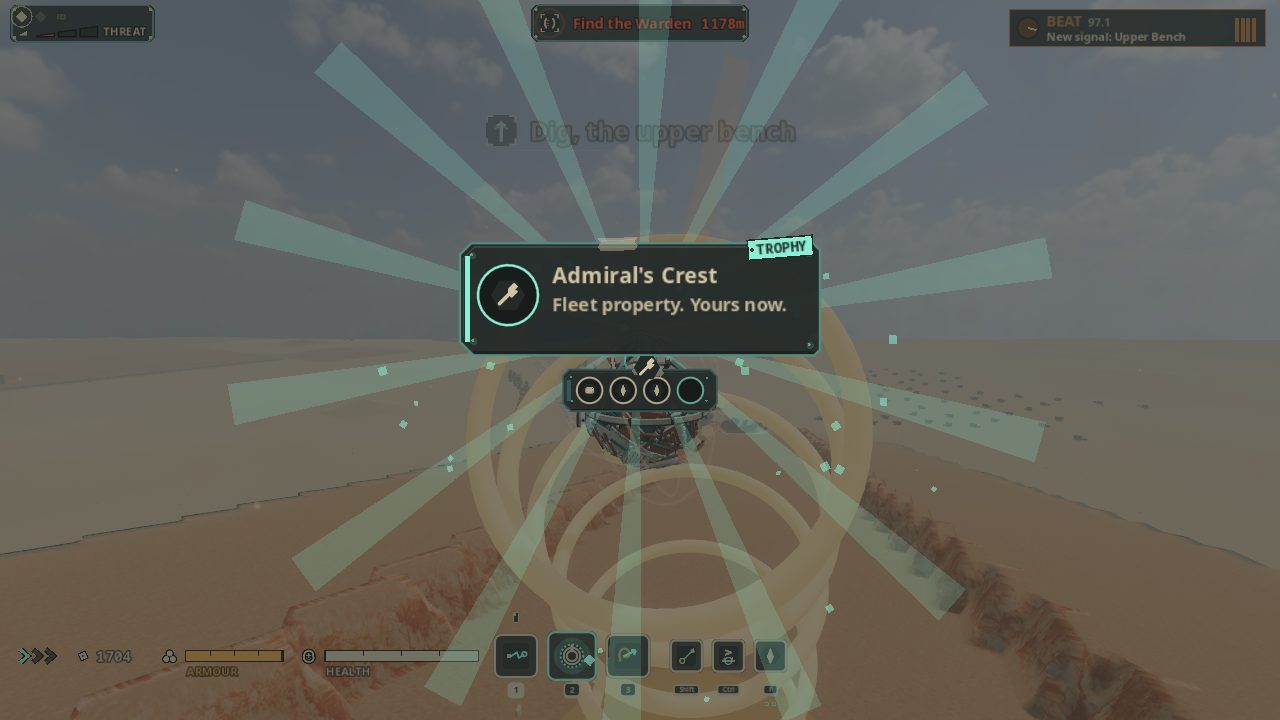 THREAT
Find the Warden 1178m
BEAT 97.1
New signal: Upper Bench
Dig, the upper bench
TROPHY
Admiral's Crest
Fleet property. Yours now.
1704
ARMOUR
HEALTH
1
2
3
Shift
Ctrl